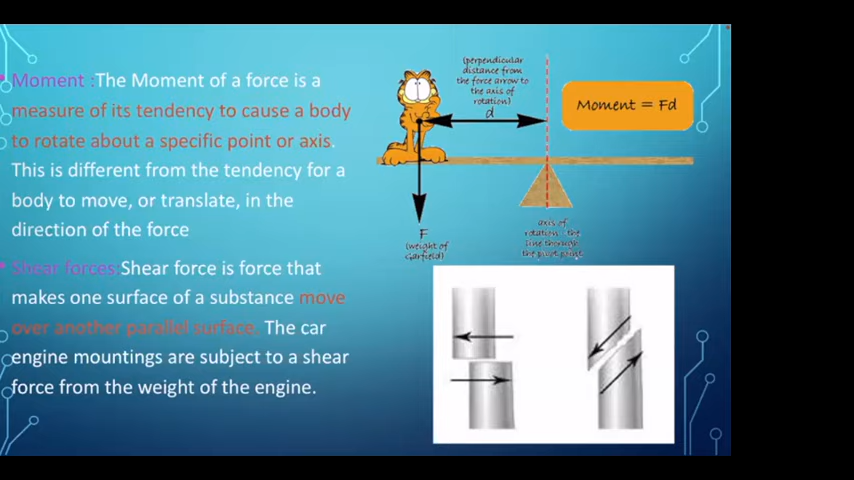 Moment :The Moment of a force is a
measure of its tendency to cause a body
to rotate about a specific point or axis.
This is different from the tendency for a
body to move, or translate, in the
direction of the force
Shear forces:Shear force is force that
makes one surface of a substance move
over another parallel surface. The car
engine mountings are subject to a shear
force from the weight of the engine.
(perpendicular
distance from
the force arrow to
the axis of
rotation)
d
Moment = Fd
F
(weight of
Garfield)
axis of
rotation : the
line through
the pivot point